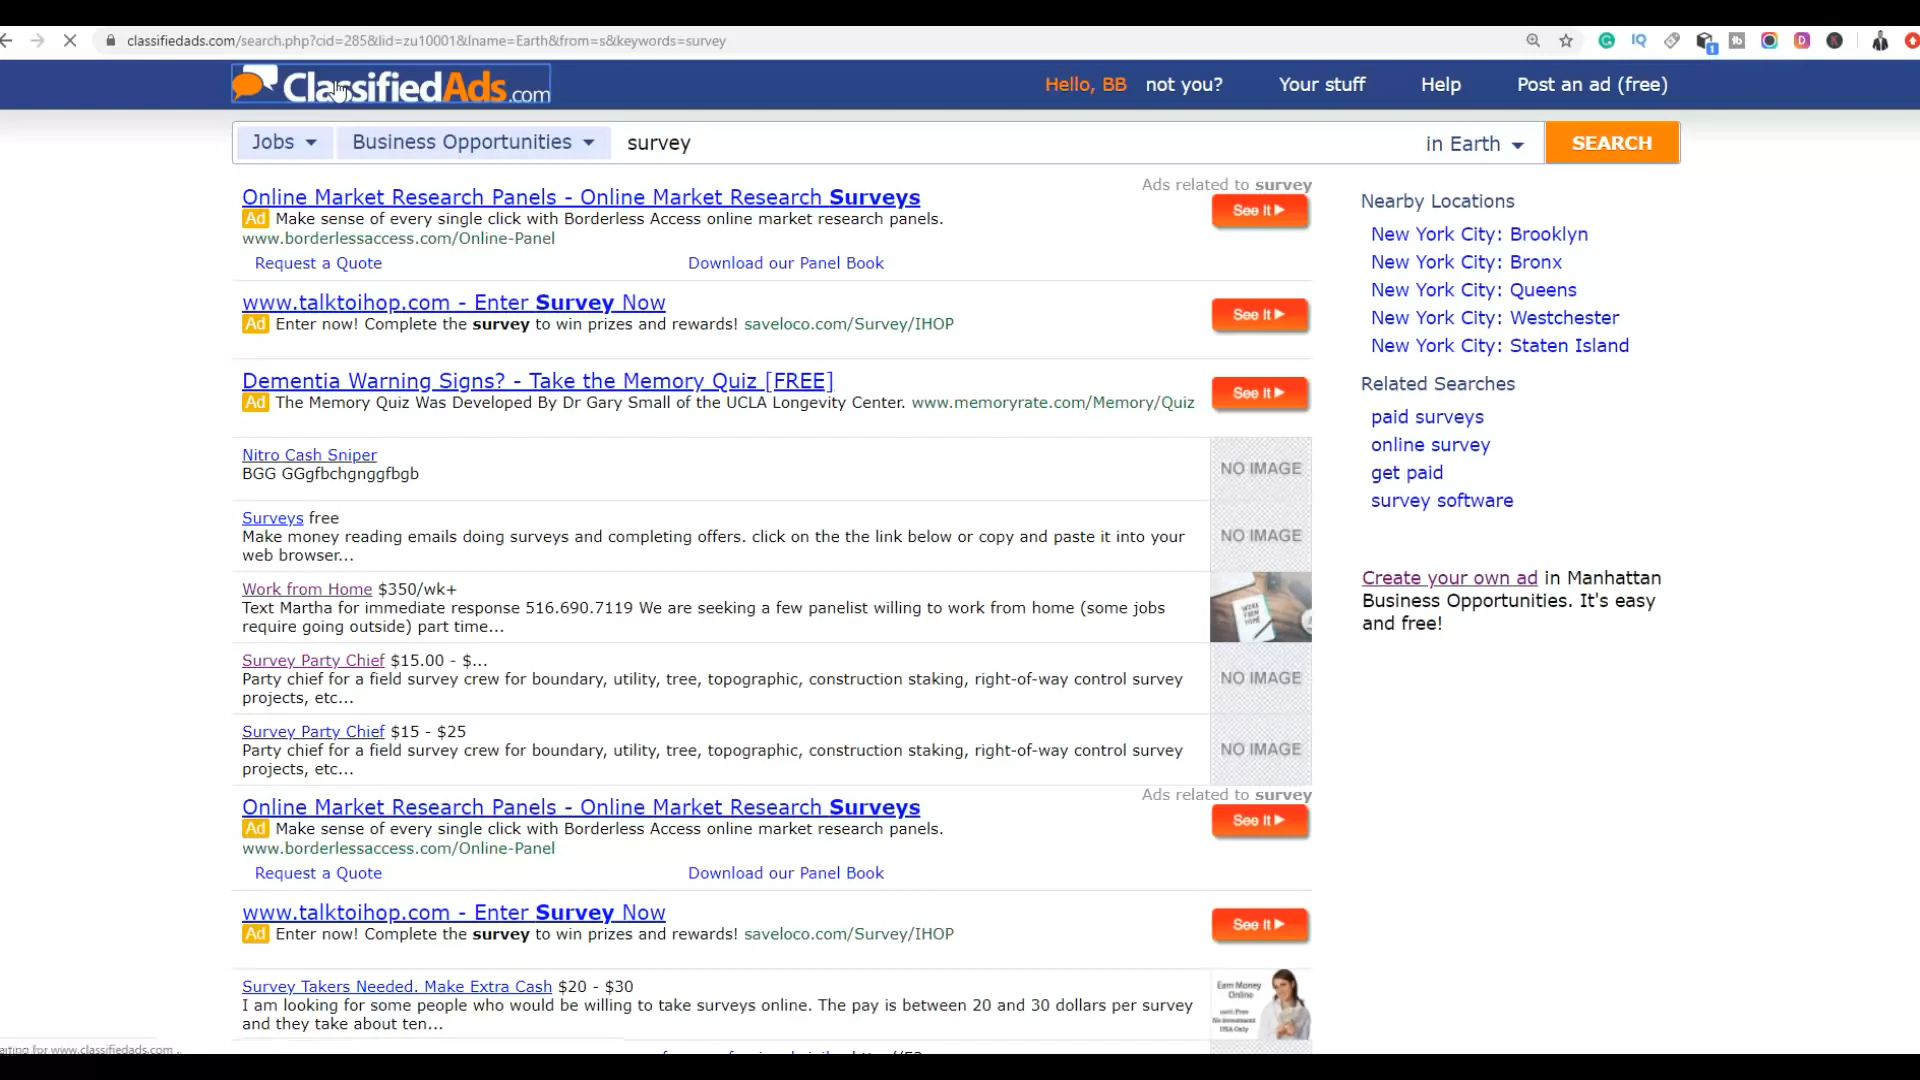 classifiedads.com/search.php?cid=285&lid=zu10001&lname=Earth&from=s&keywords=survey
ClassifiedAds.com
Hello, BB not you? Your stuff Help Post an ad (free)
Jobs Business Opportunities survey in Earth SEARCH
Ads related to survey
Online Market Research Panels - Online Market Research Surveys
See It
Ad Make sense of every single click with Borderless Access online market research panels.
www.borderlessaccess.com/Online-Panel
Request a Quote Download our Panel Book
www.talktoihop.com - Enter Survey Now
See It
Ad Enter now! Complete the survey to win prizes and rewards! saveloco.com/Survey/IHOP
Dementia Warning Signs? - Take the Memory Quiz [FREE]
See It
Ad The Memory Quiz Was Developed By Dr Gary Small of the UCLA Longevity Center. www.memoryrate.com/Memory/Quiz
Nitro Cash Sniper
BGG GGgfbchgnggfbgb
NO IMAGE
Surveys free
Make money reading emails doing surveys and completing offers. click on the the link below or copy and paste it into your
web browser...
NO IMAGE
Work from Home $350/wk+
Text Martha for immediate response 516.690.7119 We are seeking a few panelist willing to work from home (some jobs
require going outside) part time...
WORK
FROM
HOME
Survey Party Chief $15.00 - $...
Party chief for a field survey crew for boundary, utility, tree, topographic, construction staking, right-of-way control survey
projects, etc...
NO IMAGE
Survey Party Chief $15 - $25
Party chief for a field survey crew for boundary, utility, tree, topographic, construction staking, right-of-way control survey
projects, etc...
NO IMAGE
Ads related to survey
Online Market Research Panels - Online Market Research Surveys
See It
Ad Make sense of every single click with Borderless Access online market research panels.
www.borderlessaccess.com/Online-Panel
Request a Quote Download our Panel Book
www.talktoihop.com - Enter Survey Now
See It
Ad Enter now! Complete the survey to win prizes and rewards! saveloco.com/Survey/IHOP
Survey Takers Needed. Make Extra Cash $20 - $30
I am looking for some people who would be willing to take surveys online. The pay is between 20 and 30 dollars per survey
and they take about ten...
Earn Money
Online
USA Only
Nearby Locations
New York City: Brooklyn
New York City: Bronx
New York City: Queens
New York City: Westchester
New York City: Staten Island
Related Searches
paid surveys
online survey
get paid
survey software
Create your own ad in Manhattan
Business Opportunities. It's easy
and free!
aiting for www.classifiedads.com...